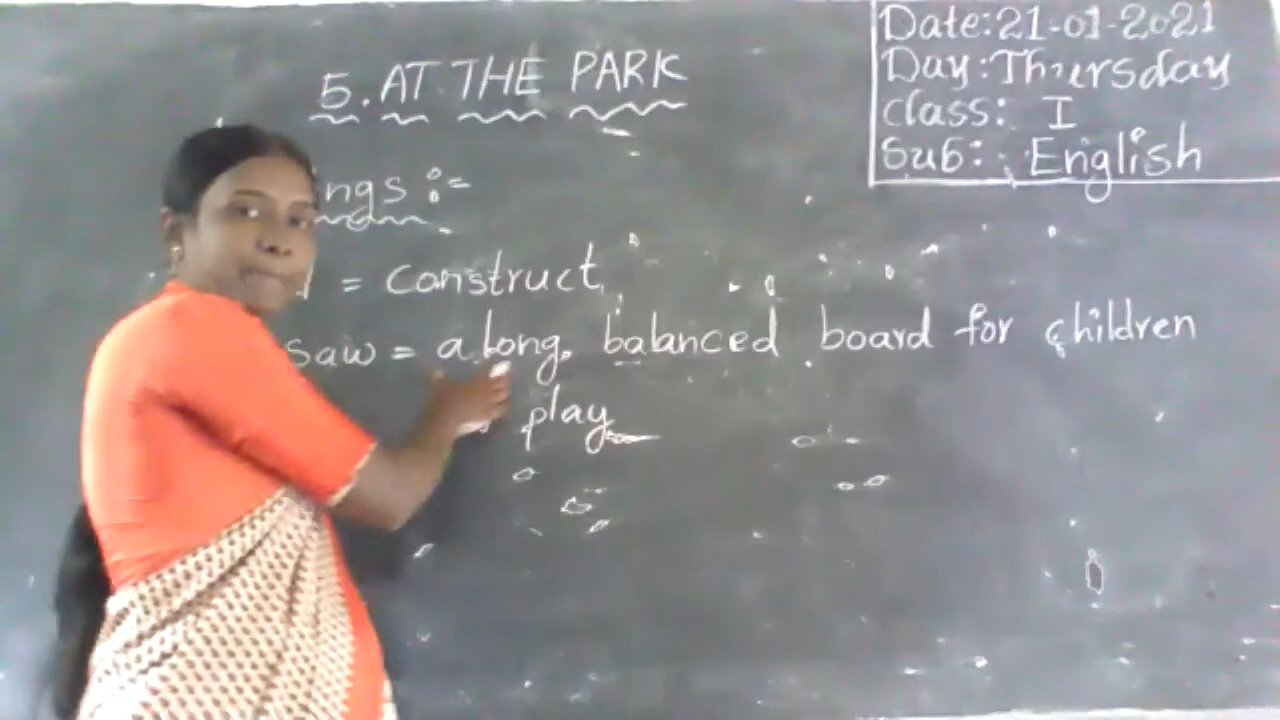 Date:21-01-2021
Day:Thursday
class: I
Sub: English
5. AT THE PARK
ngs :=
= construct
saw = a long balanced board for children
play